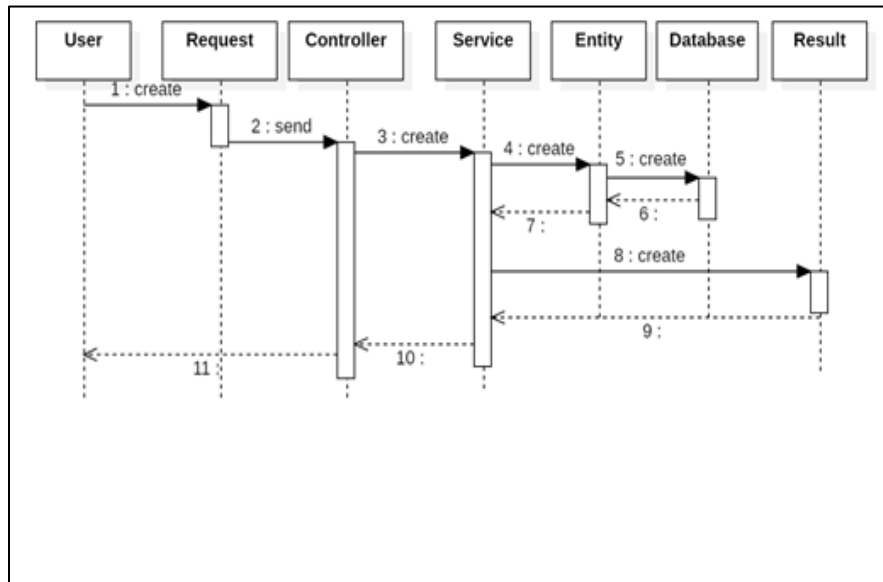 User Request Controller Service Entity Database Result
1 : create
2 : send
3 : create
4 : create
5 : create
6 :
7 :
8 : create
9 :
10 :
11 :